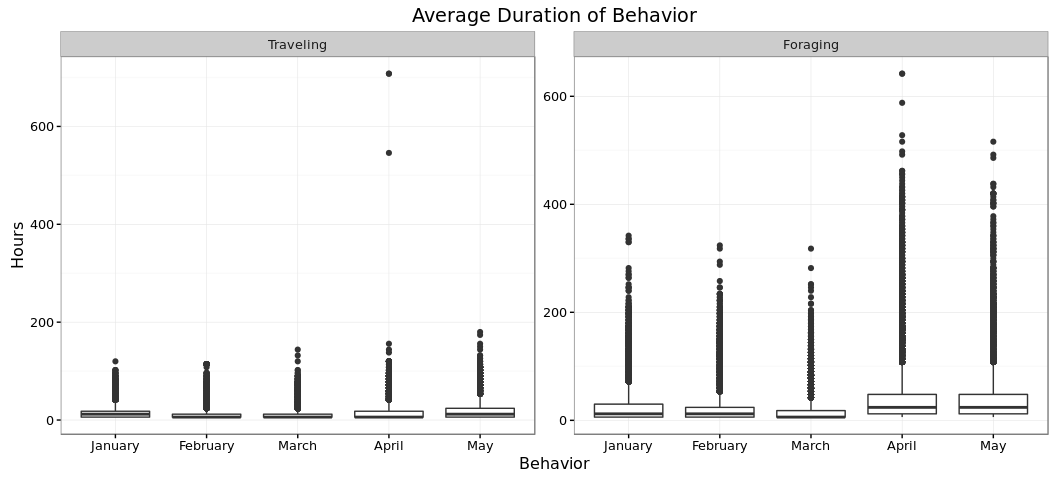 Average Duration of Behavior
Traveling
Foraging
Hours
600
400
200
0
600
400
200
0
January February March April May
January February March April May
Behavior